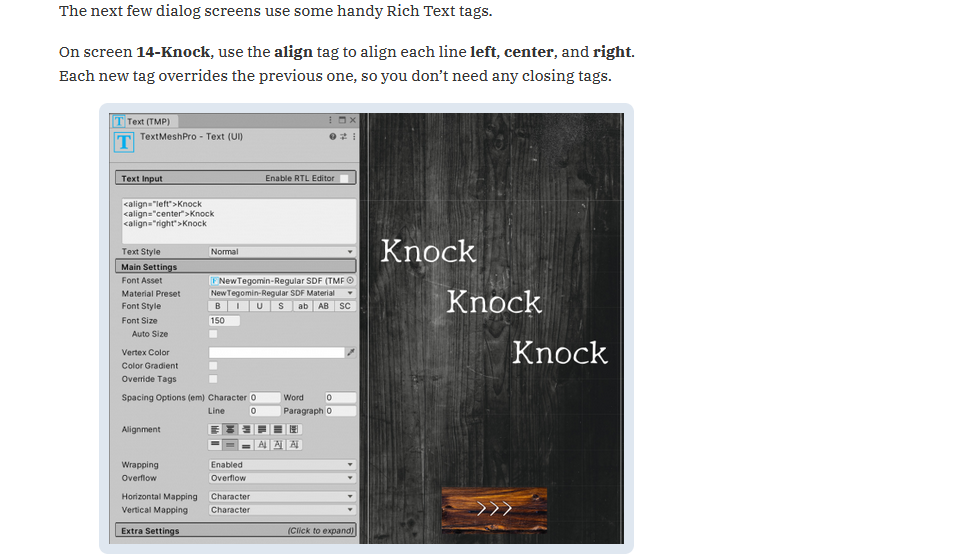 The next few dialog screens use some handy Rich Text tags.
On screen 14-Knock, use the align tag to align each line left, center, and right.
Each new tag overrides the previous one, so you don't need any closing tags.
T Text (TMP)
T TextMeshPro - Text (UI)
Text Input Enable RTL Editor
<align="left">Knock
<align="center">Knock
<align="right">Knock
Text Style Normal
Main Settings
Font Asset F NewTegomin-Regular SDF (TMF
Material Preset NewTegomin-Regular SDF Material
Font Style B I U S ab AB SC
Font Size 150
Auto Size
Vertex Color
Color Gradient
Override Tags
Spacing Options (em) Character 0 Word 0
Line 0 Paragraph 0
Alignment
Wrapping Enabled
Overflow Overflow
Horizontal Mapping Character
Vertical Mapping Character
Extra Settings (Click to expand)
Knock
Knock
Knock
>>>